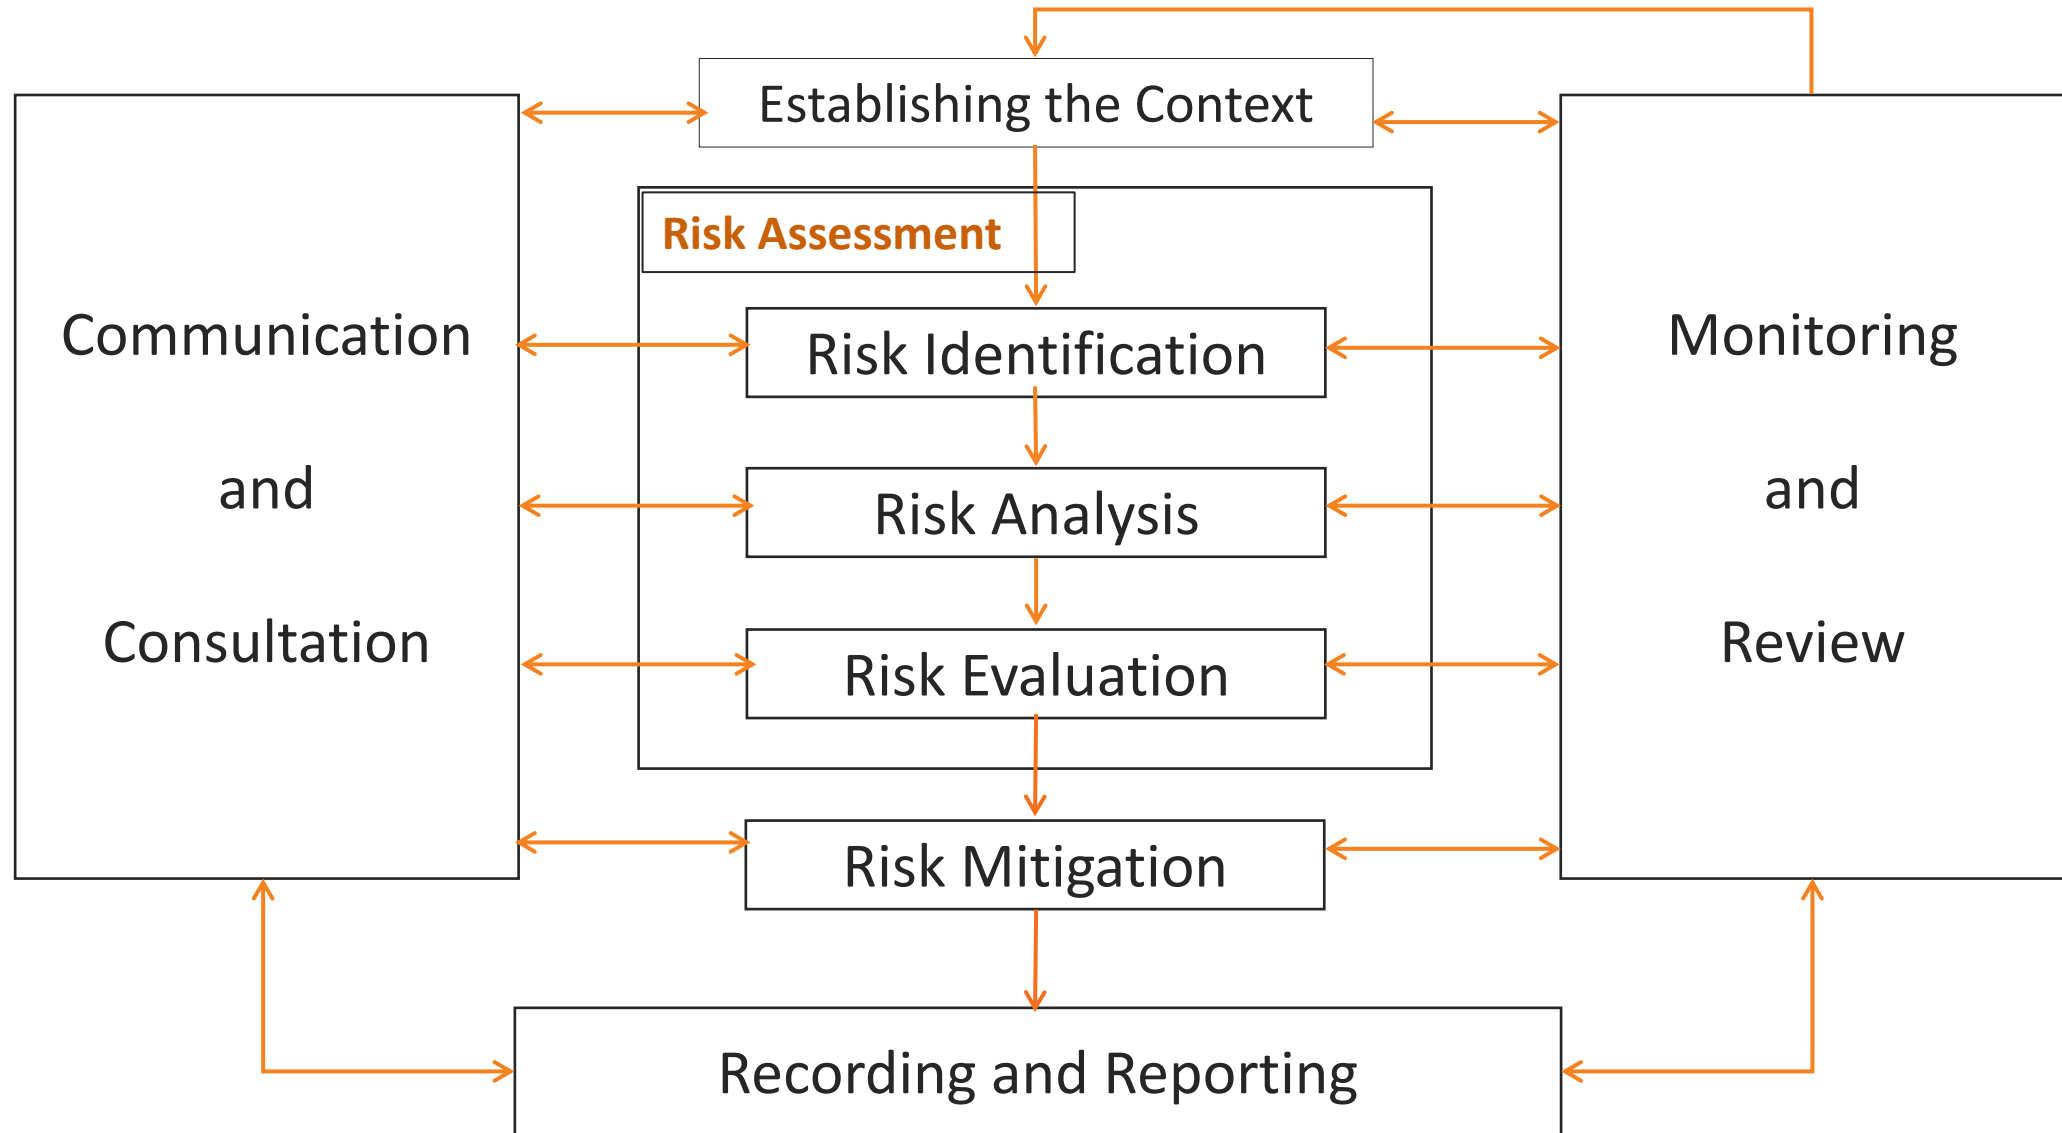 Establishing the Context
Communication
and
Consultation
Risk Assessment
Risk Identification
Risk Analysis
Risk Evaluation
Risk Mitigation
Monitoring
and
Review
Recording and Reporting